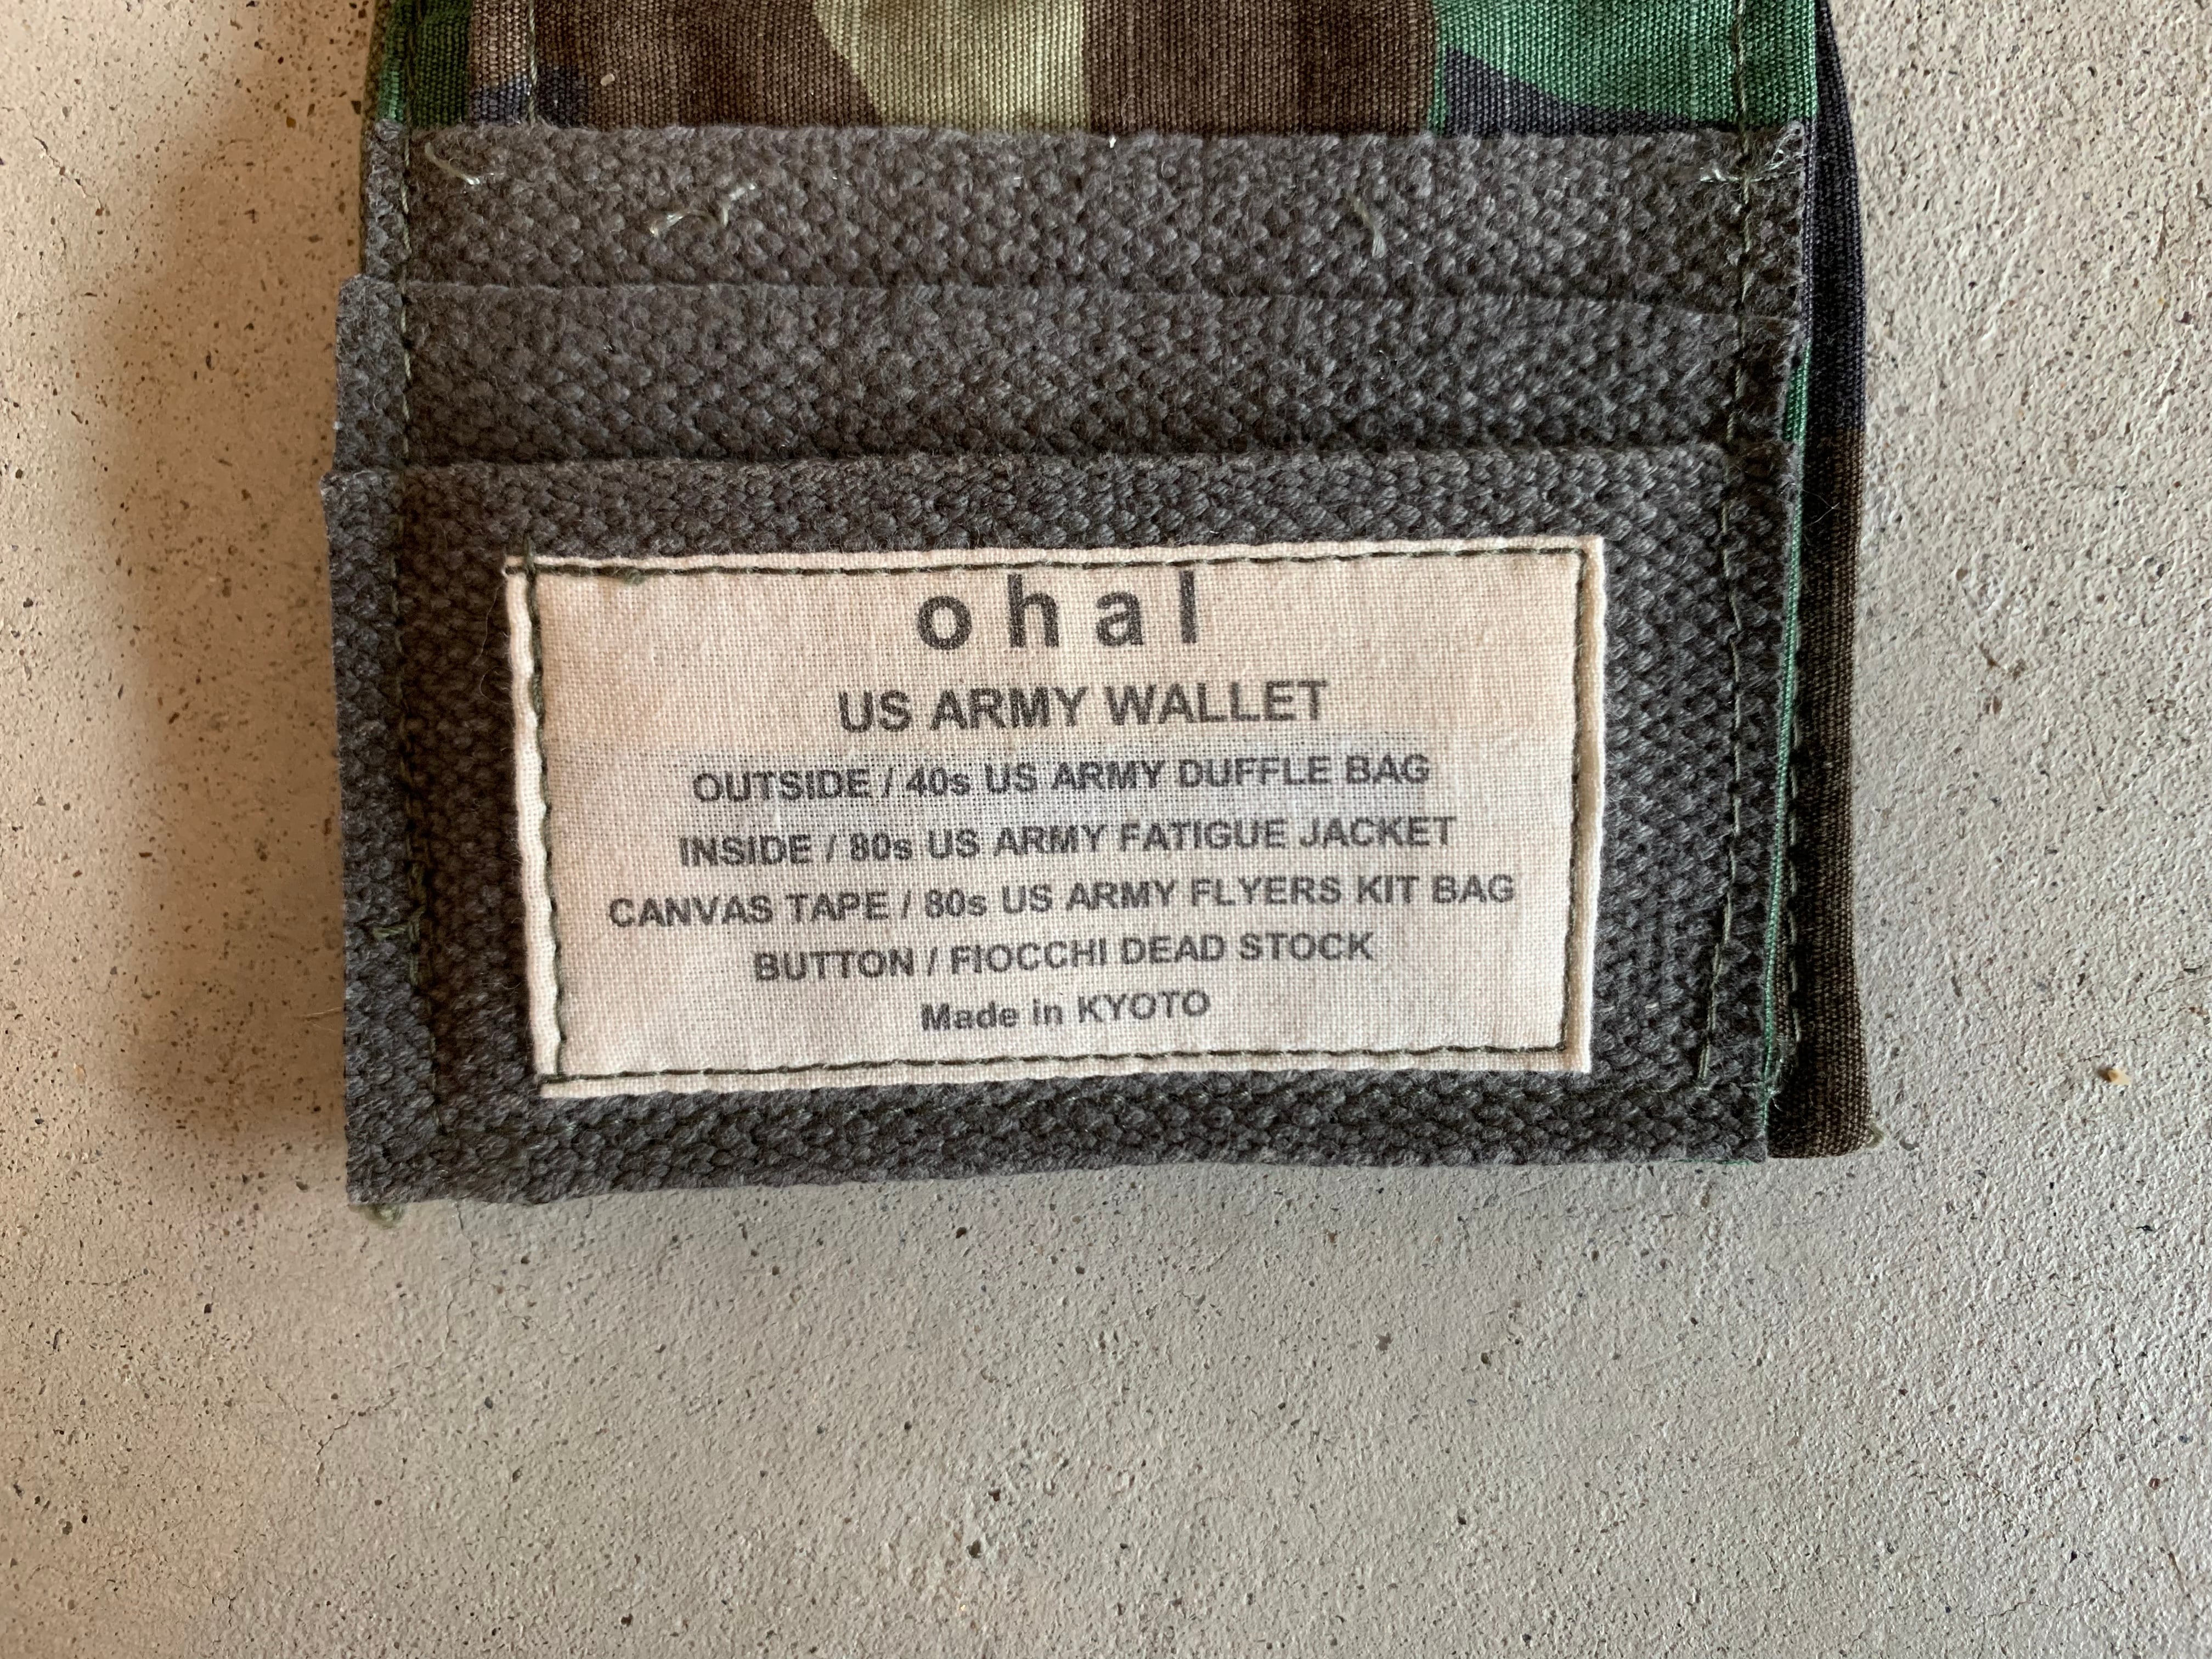 ohal
US ARMY WALLET
OUTSIDE / 40s US ARMY DUFFLE BAG
INSIDE / 80s US ARMY FATIGUE JACKET
CANVAS TAPE / 80s US ARMY FLYERS KIT BAG
BUTTON / FIOCCHI DEAD STOCK
Made in KYOTO